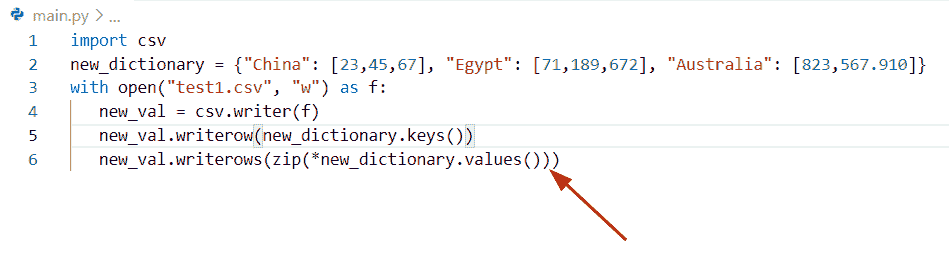 main.py > ...
1 import csv
2 new_dictionary = {"China": [23,45,67], "Egypt": [71,189,672], "Australia": [823,567.910]}
3 with open("test1.csv", "w") as f:
4     new_val = csv.writer(f)
5     new_val.writerow(new_dictionary.keys())
6     new_val.writerows(zip(*new_dictionary.values()))